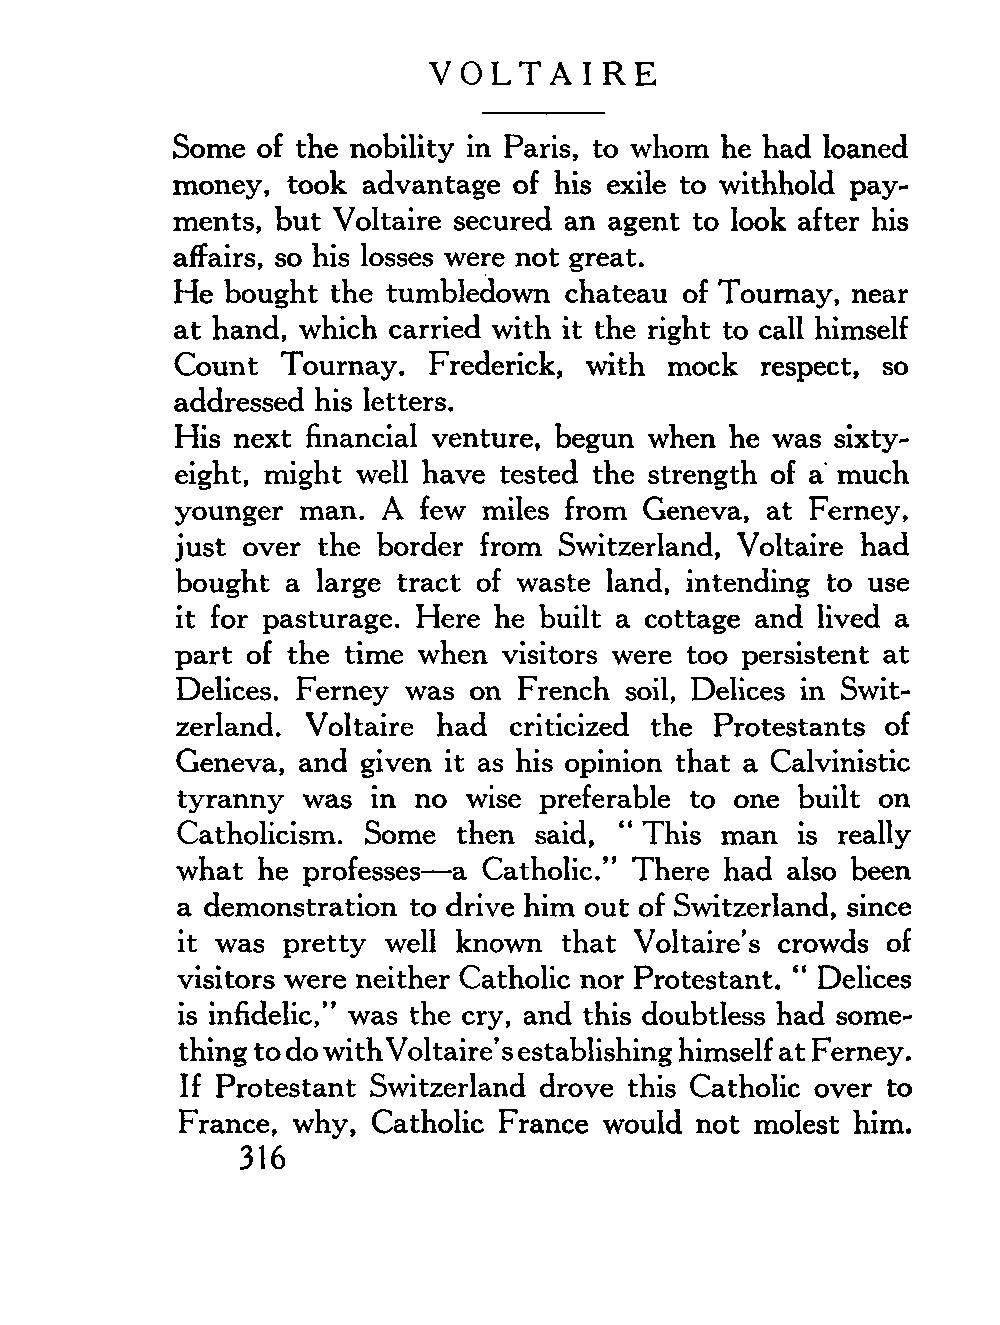 VOLTAIRE
Some of the nobility in Paris, to whom he had loaned
money, took advantage of his exile to withhold pay-
ments, but Voltaire secured an agent to look after his
affairs, so his losses were not great.
He bought the tumbledown chateau of Tournay, near
at hand, which carried with it the right to call himself
Count Tournay. Frederick, with mock respect, so
addressed his letters.
His next financial venture, begun when he was sixty-
eight, might well have tested the strength of a much
younger man. A few miles from Geneva, at Ferney,
just over the border from Switzerland, Voltaire had
bought a large tract of waste land, intending to use
it for pasturage. Here he built a cottage and lived a
part of the time when visitors were too persistent at
Delices. Ferney was on French soil, Delices in Swit-
zerland. Voltaire had criticized the Protestants of
Geneva, and given it as his opinion that a Calvinistic
tyranny was in no wise preferable to one built on
Catholicism. Some then said, “ This man is really
what he professes—a Catholic.” There had also been
a demonstration to drive him out of Switzerland, since
it was pretty well known that Voltaire's crowds of
visitors were neither Catholic nor Protestant. “ Delices
is infidelic,” was the cry, and this doubtless had some-
thing to do with Voltaire's establishing himself at Ferney.
If Protestant Switzerland drove this Catholic over to
France, why, Catholic France would not molest him.
316